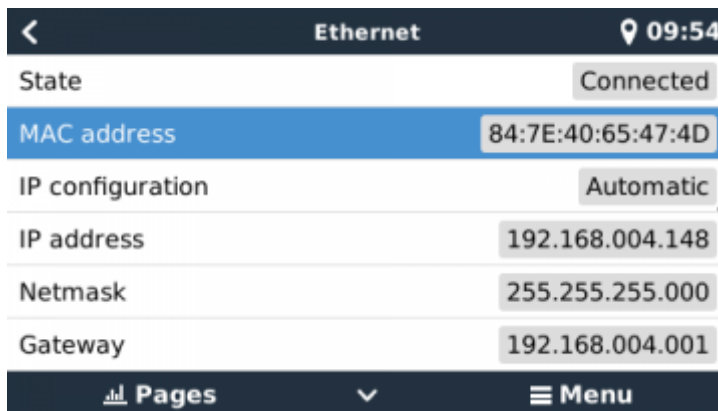 Ethernet 09:54
State Connected
MAC address 84:7E:40:65:47:4D
IP configuration Automatic
IP address 192.168.004.148
Netmask 255.255.255.000
Gateway 192.168.004.001
Pages Menu